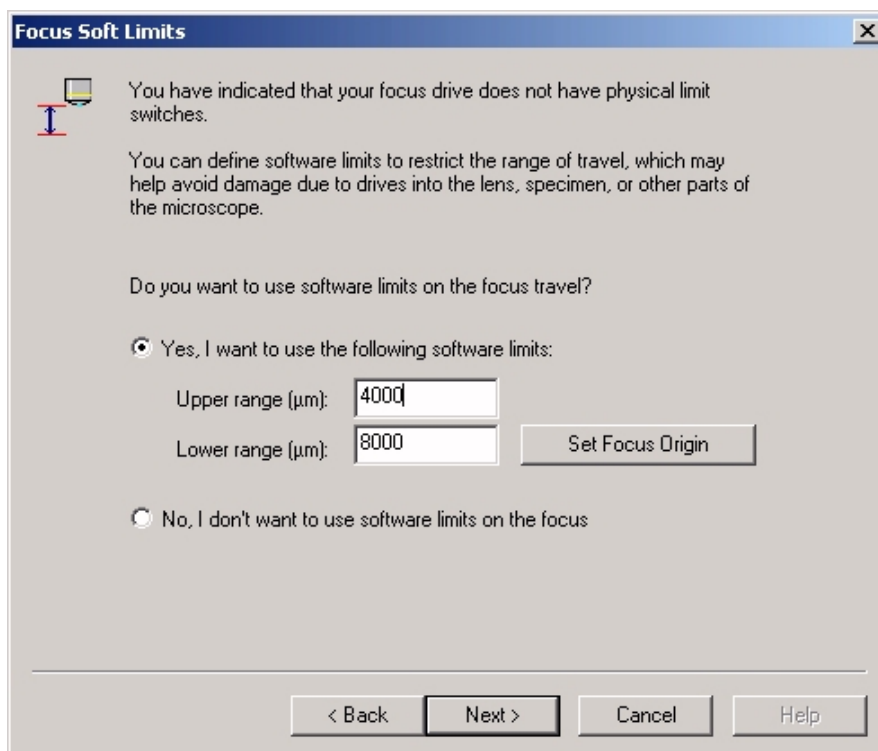 Focus Soft Limits
You have indicated that your focus drive does not have physical limit
switches.
You can define software limits to restrict the range of travel, which may
help avoid damage due to drives into the lens, specimen, or other parts of
the microscope.
Do you want to use software limits on the focus travel?
Yes, I want to use the following software limits:
Upper range (µm): 4000
Lower range (µm): 8000 Set Focus Origin
No, I don't want to use software limits on the focus
< Back Next > Cancel Help